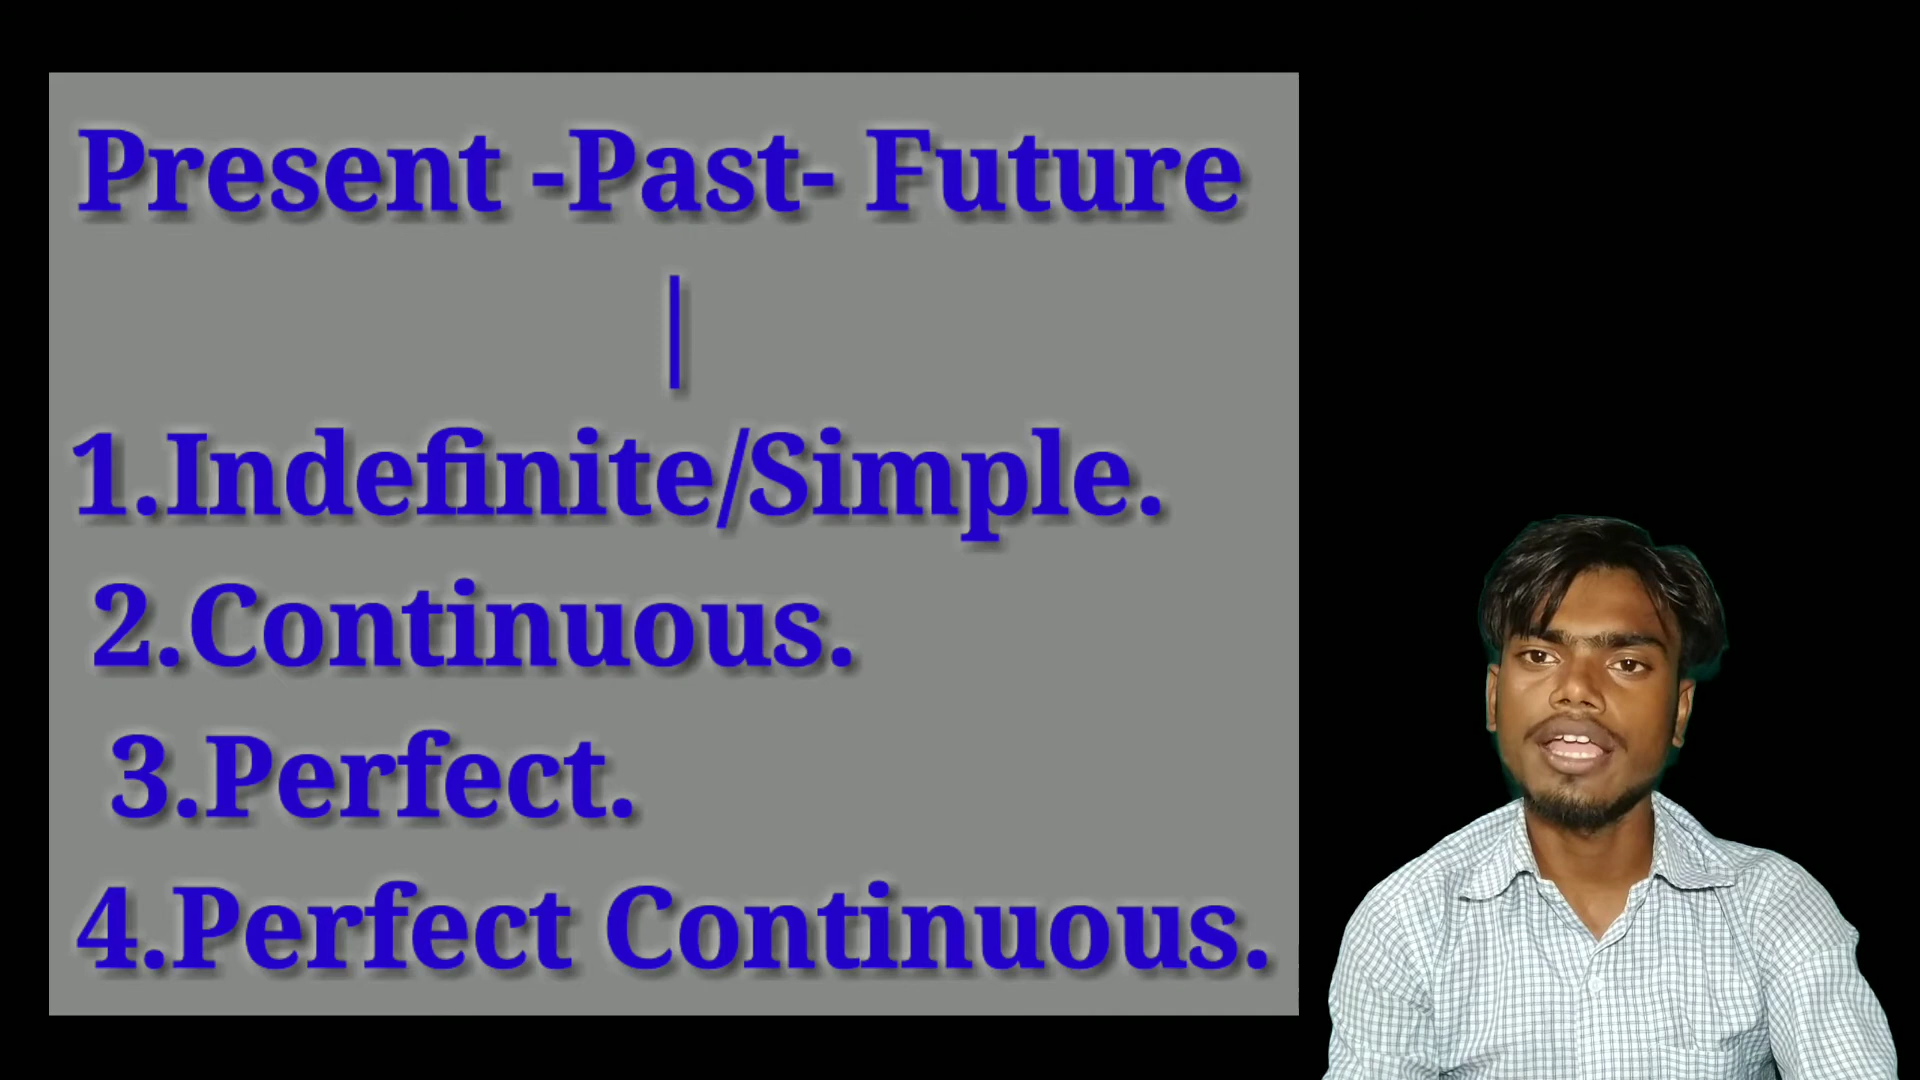 Present -Past- Future
|
1.Indefinite/Simple.
2.Continuous.
3.Perfect.
4.Perfect Continuous.